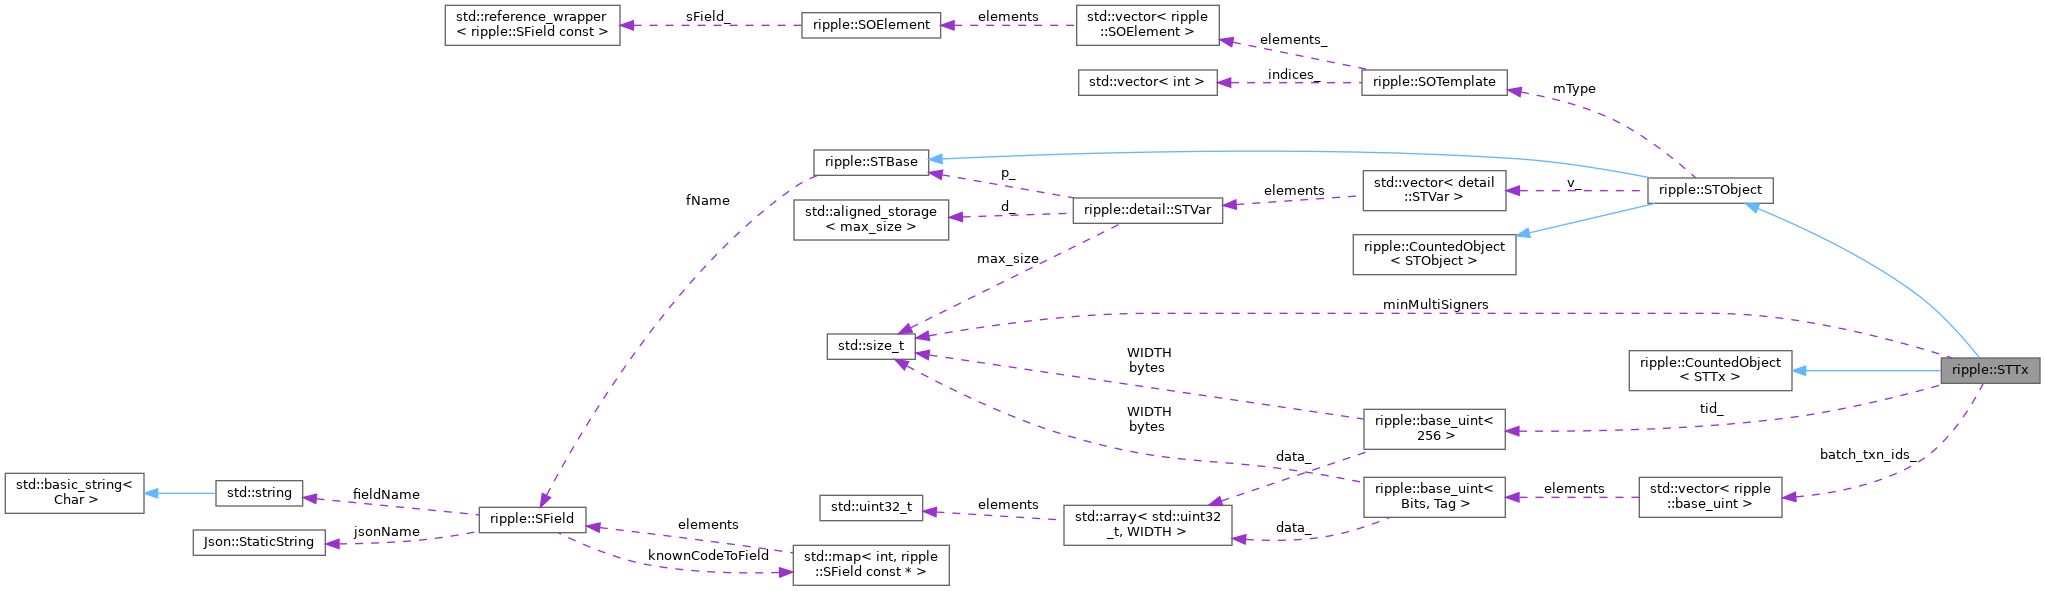 std::reference_wrapper
< ripple::SField const >
sField_
ripple::SOElement
elements
std::vector< ripple
::SOElement >
elements_
std::vector< int >
indices_
ripple::SOTemplate
mType
ripple::STBase
p_
elements
std::vector< detail
::STVar >
v_
ripple::STObject
fName
std::aligned_storage
< max_size >
d_
ripple::detail::STVar
ripple::CountedObject
< STObject >
max_size
minMultiSigners
std::size_t
WIDTH
bytes
ripple::CountedObject
< STTx >
ripple::STTx
WIDTH
bytes
ripple::base_uint<
256 >
tid_
data_
batch_txn_ids_
std::basic_string<
Char >
std::string
fieldName
ripple::SField
std::uint32_t
elements
std::array< std::uint32
_t, WIDTH >
ripple::base_uint<
Bits, Tag >
elements
std::vector< ripple
::base_uint >
data_
Json::StaticString
jsonName
elements
knownCodeToField
std::map< int, ripple
::SField const * >